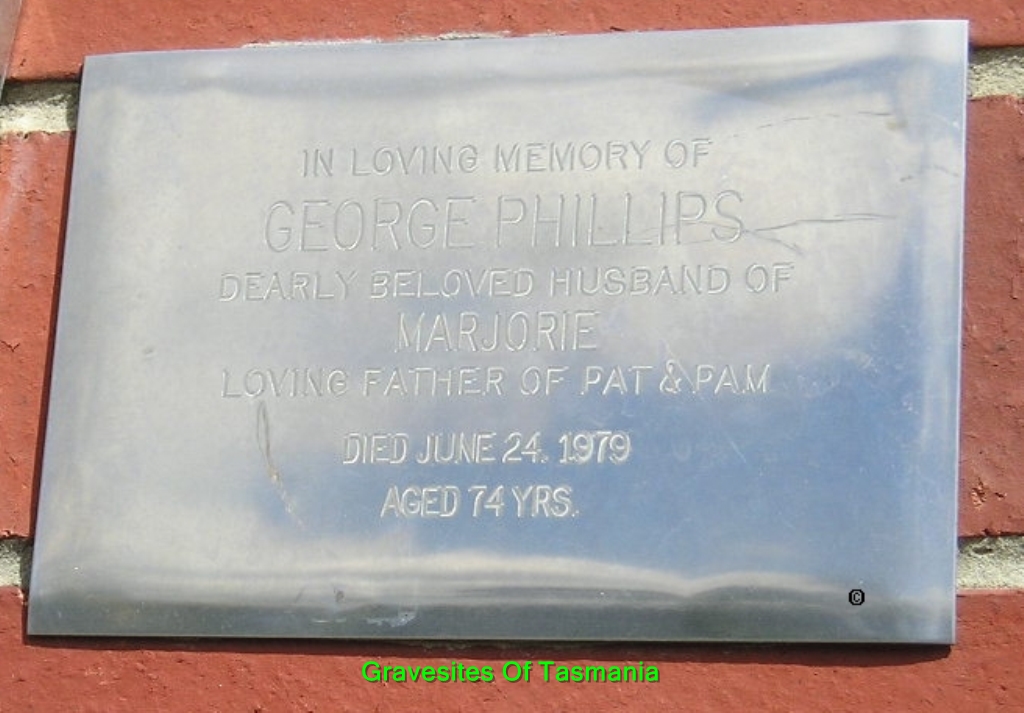 IN LOVING MEMORY OF
GEORGE PHILLIPS
DEARLY BELOVED HUSBAND OF
MARJORIE
LOVING FATHER OF PAT & PAM
DIED JUNE 24. 1979
AGED 74 YRS.
©
Gravesites Of Tasmania